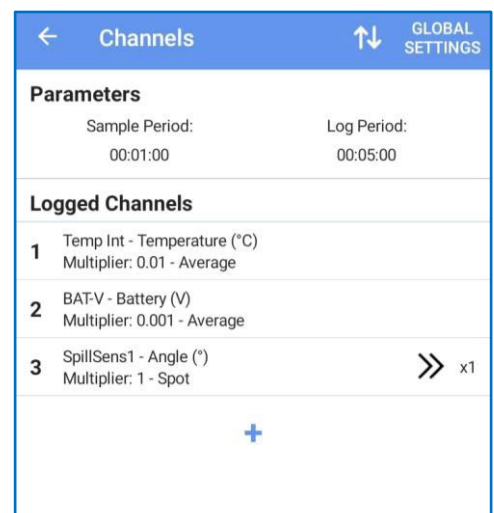 Channels
GLOBAL
SETTINGS
Parameters
Sample Period:
Log Period:
00:01:00
00:05:00
Logged Channels
1
Temp Int - Temperature (°C)
Multiplier: 0.01 - Average
2
BAT-V - Battery (V)
Multiplier: 0.001 - Average
3
SpillSens1 - Angle (°)
Multiplier: 1 - Spot
x1